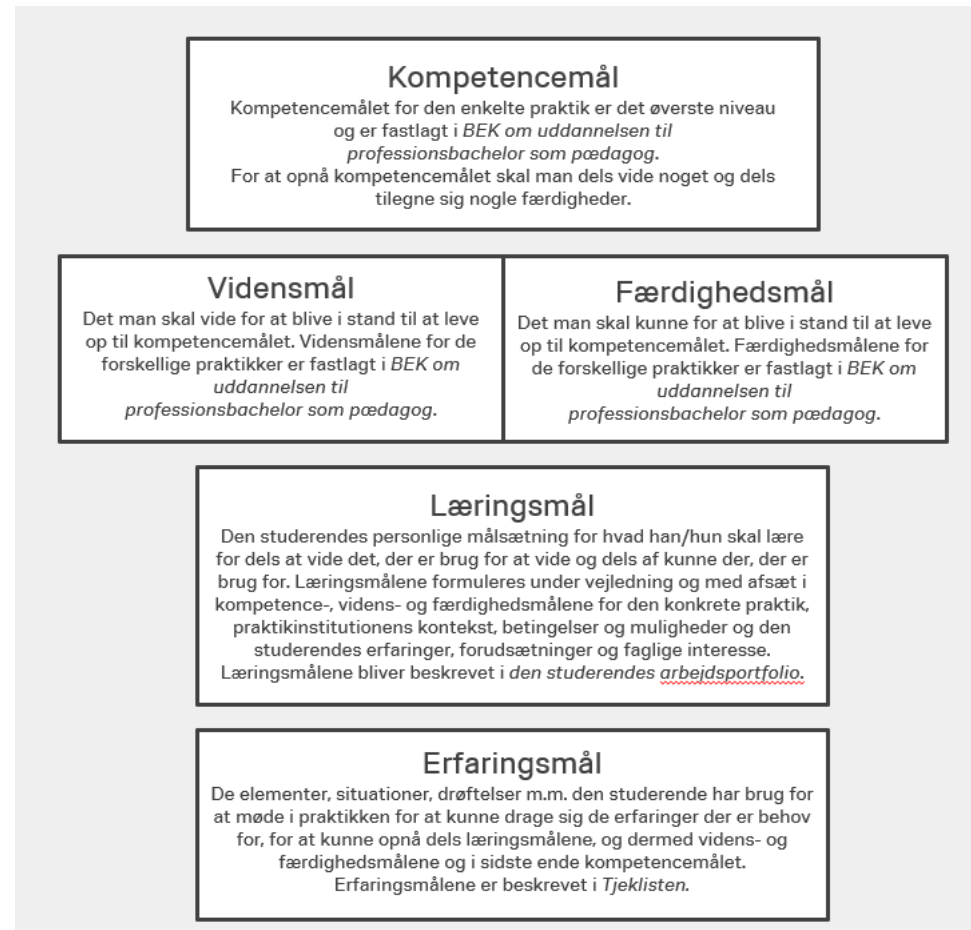 Kompetencemål
Kompetencemålet for den enkelte praktik er det øverste niveau
og er fastlagt i BEK om uddannelsen til
professionsbachelor som pædagog.
For at opnå kompetencemålet skal man dels vide noget og dels
tilegne sig nogle færdigheder.
Vidensmål
Det man skal vide for at blive i stand til at leve
op til kompetencemålet. Vidensmålene for de
forskellige praktikker er fastlagt i BEK om
uddannelsen til
professionsbachelor som pædagog.
Færdighedsmål
Det man skal kunne for at blive i stand til at leve
op til kompetencemålet. Færdighedsmålene for
de forskellige praktikker er fastlagt i BEK om
uddannelsen til
professionsbachelor som pædagog.
Læringsmål
Den studerendes personlige målsætning for hvad han/hun skal lære
for dels at vide det, der er brug for at vide og dels af kunne der, der er
brug for. Læringsmålene formuleres under vejledning og med afsæt i
kompetence-, videns- og færdighedsmålene for den konkrete praktik,
praktikinstitutionens kontekst, betingelser og muligheder og den
studerendes erfaringer, forudsætninger og faglige interesse.
Læringsmålene bliver beskrevet i den studerendes arbejdsportfolio.
Erfaringsmål
De elementer, situationer, drøftelser m.m. den studerende har brug for
at møde i praktikken for at kunne drage sig de erfaringer der er behov
for, for at kunne opnå dels læringsmålene, og dermed videns- og
færdighedsmålene og i sidste ende kompetencemålet.
Erfaringsmålene er beskrevet i Tjeklisten.